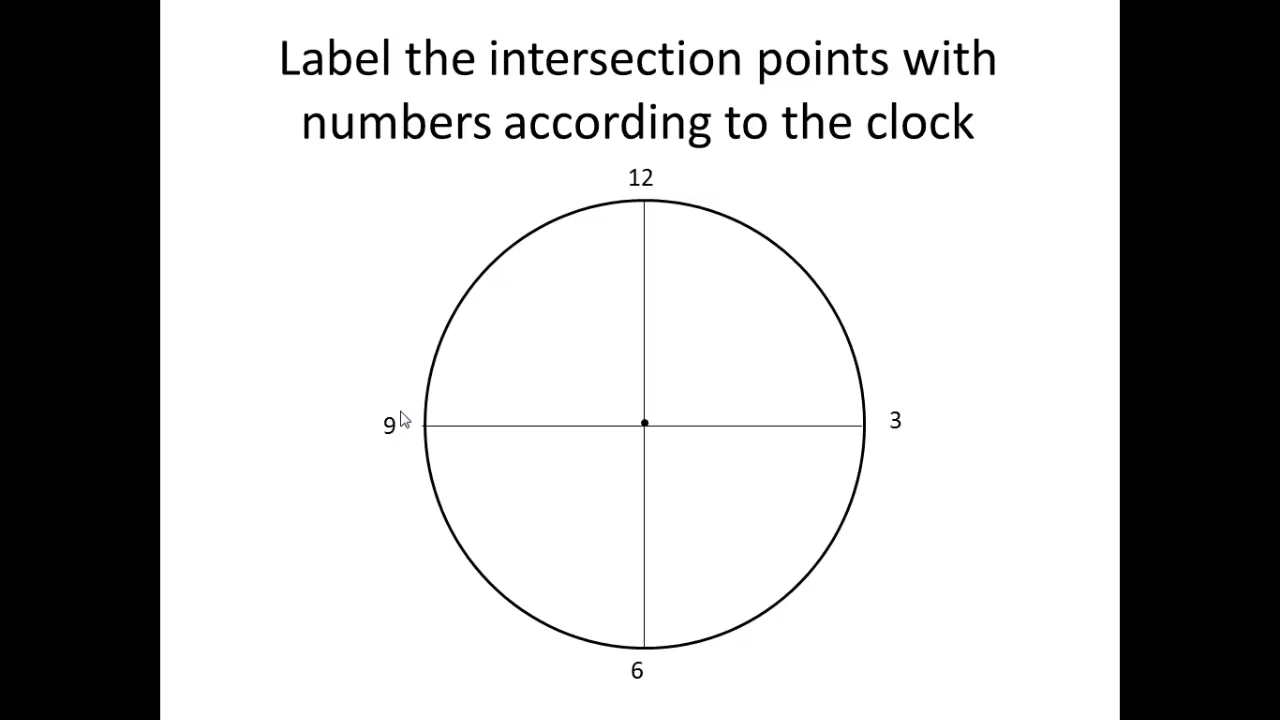 Label the intersection points with
numbers according to the clock
12
9
3
6